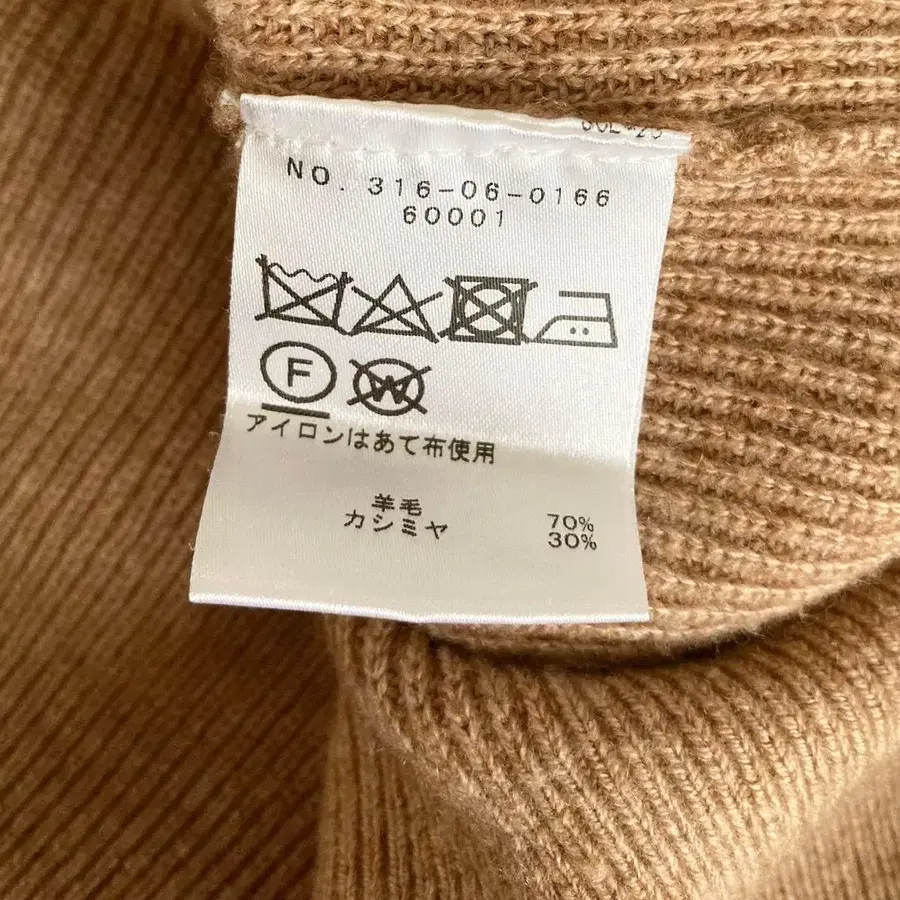 NO. 316-06-0166
60001
F
W
アイロンはあて布使用
羊毛 70%
カシミヤ 30%